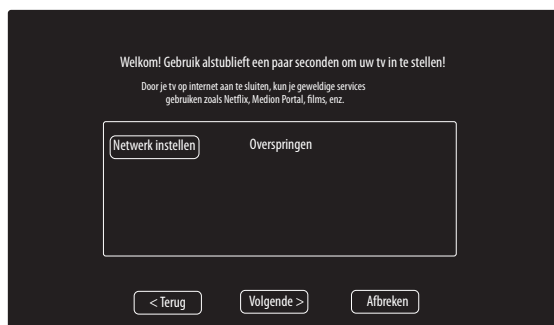 Welkom! Gebruik alstublieft een paar seconden om uw tv in te stellen!
Door je tv op internet aan te sluiten, kun je geweldige services
gebruiken zoals Netflix, Medion Portal, films, enz.
Netwerk instellen Overspringen
< Terug Volgende > Afbreken